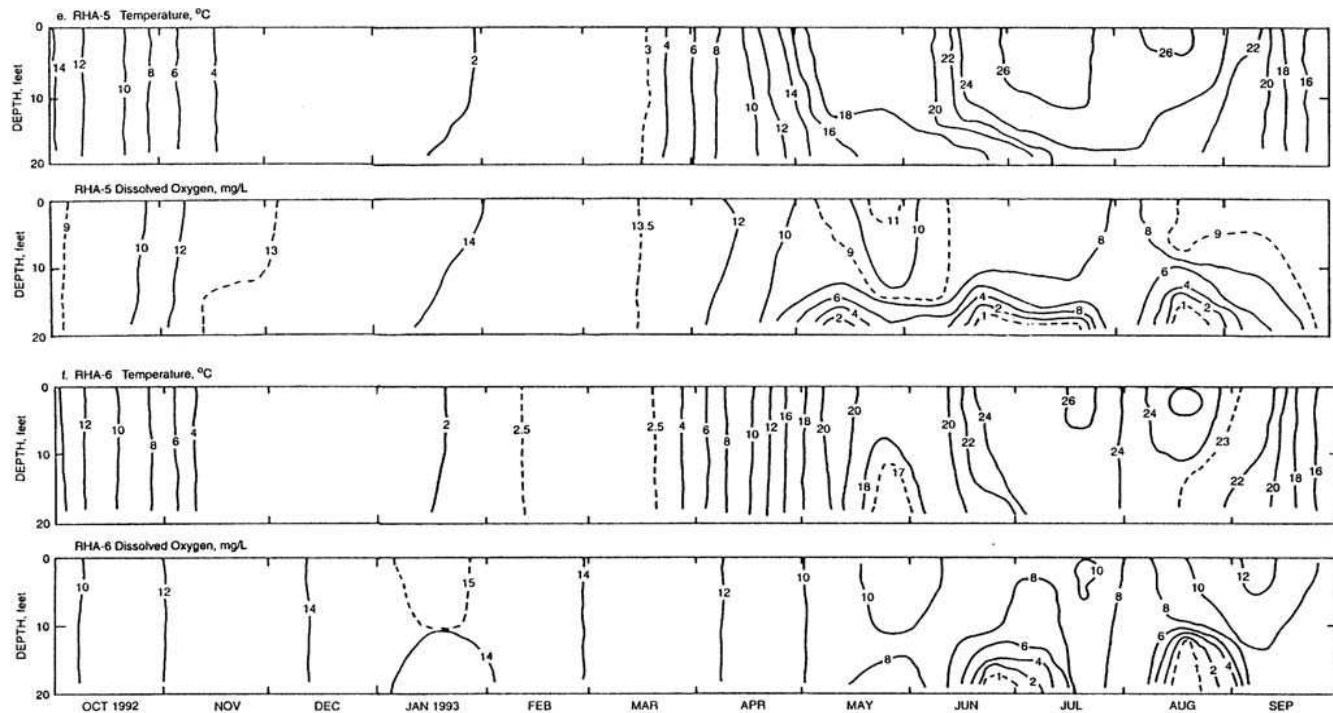 e. RHA-5 Temperature, °C
0
DEPTH, feet
10
20
14 12 10 8 6 4 2 3 4 6 8 10 12 14 16 18 20 22 24 26 26 22 20 18 16
RHA-5 Dissolved Oxygen, mg/L
0
DEPTH, feet
10
20
9 10 12 13 14 13.5 12 10 9 11 10 6 4 2 4 2 1 8 8 8 9 6 4 2 1
f. RHA-6 Temperature, °C
0
DEPTH, feet
10
20
12 10 8 6 4 2 2.5 2.5 4 6 8 10 12 16 18 20 20 18 17 20 22 24 26 24 24 23 22 20 18 16
RHA-6 Dissolved Oxygen, mg/L
0
DEPTH, feet
10
20
10 12 14 15 14 14 12 10 10 8 8 6 4 2 1 10 8 8 10 12 6 4 2
OCT 1992 NOV DEC JAN 1993 FEB MAR APR MAY JUN JUL AUG SEP